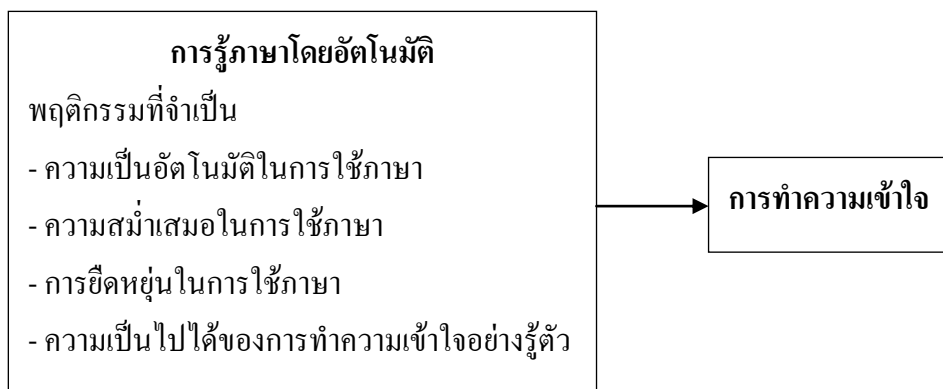 การรู้ภาษาโดยอัตโนมัติ
พฤติกรรมที่จำเป็น
- ความเป็นอัตโนมัติในการใช้ภาษา
- ความสม่ำเสมอในการใช้ภาษา
- การยืดหยุ่นในการใช้ภาษา
- ความเป็นไปได้ของการทำความเข้าใจอย่างรู้ตัว
การทำความเข้าใจ